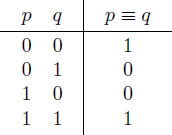 p q p ≡ q
0 0 1
0 1 0
1 0 0
1 1 1